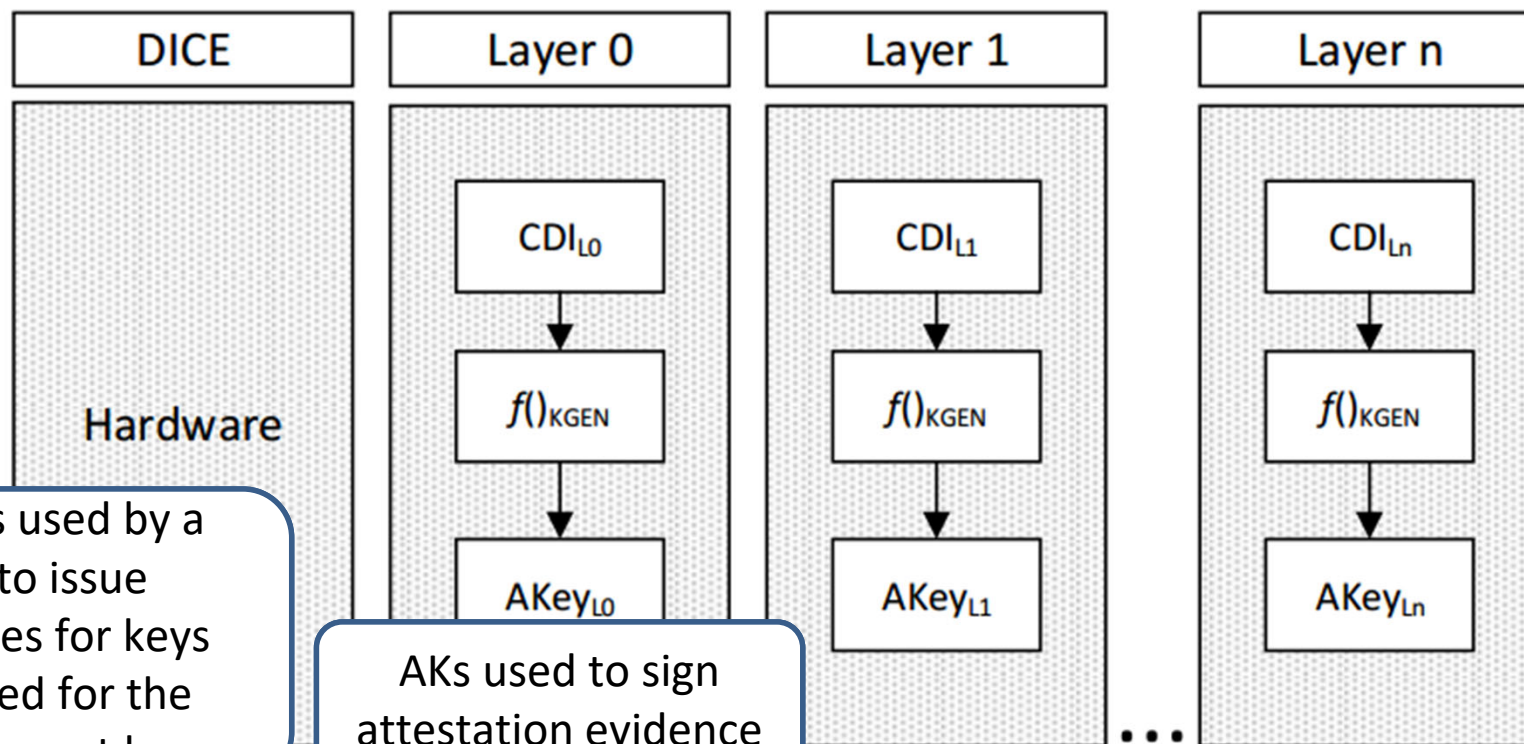 DICE
Layer 0
Layer 1
Layer n
Hardware
CDIL0
f()KGEN
AKeyL0
CDIL1
f()KGEN
AKeyL1
CDILn
f()KGEN
AKeyLn
used by a
to issue
for keys
for the
AKs used to sign
attestation evidence
...